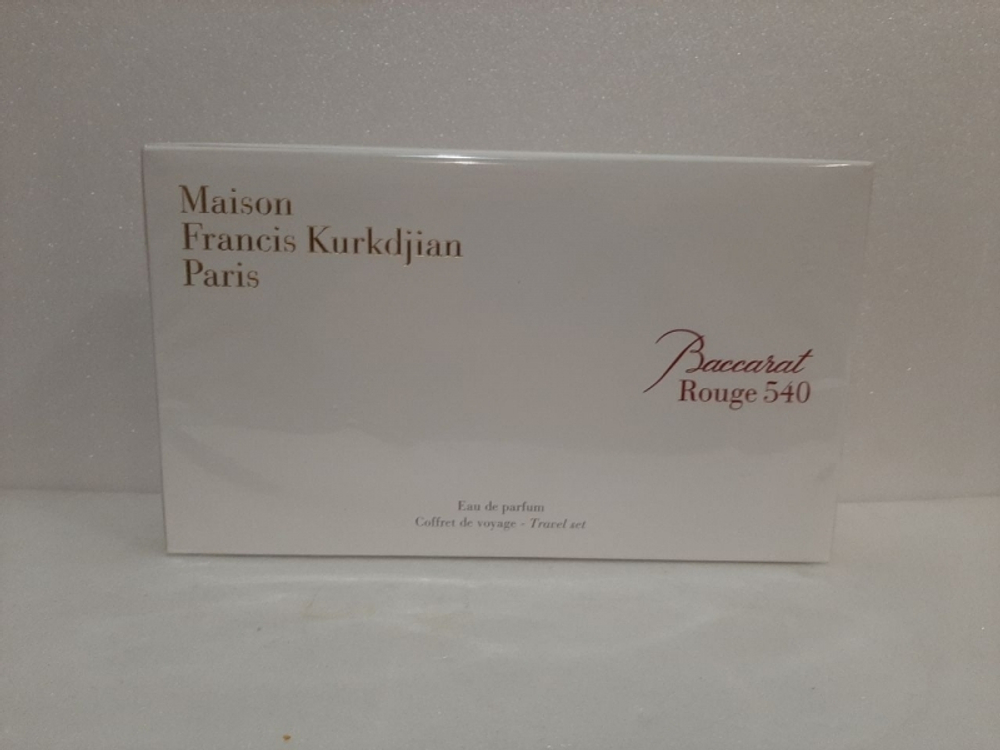 Maison
Francis Kurkdjian
Paris
Baccarat
Rouge 540
Eau de parfum
Coffret de voyage - Travel set